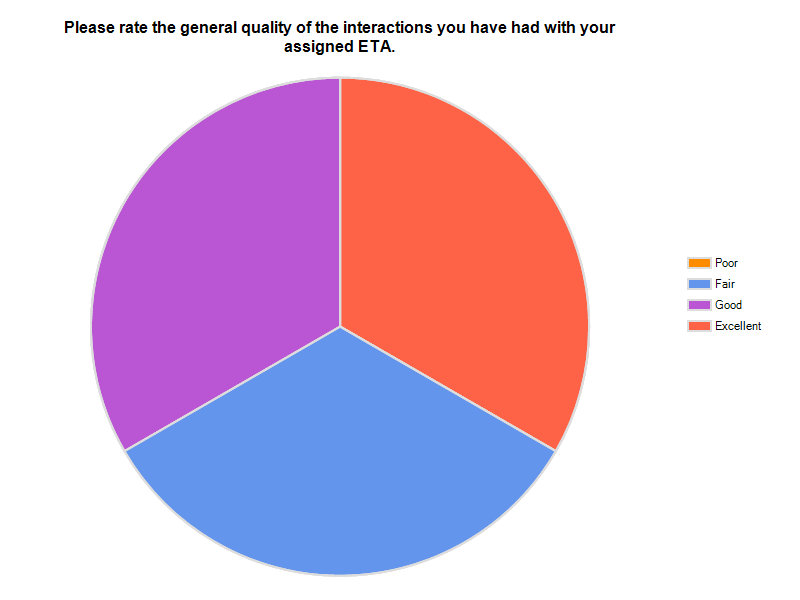 Please rate the general quality of the interactions you have had with your
assigned ETA.
Poor
Fair
Good
Excellent